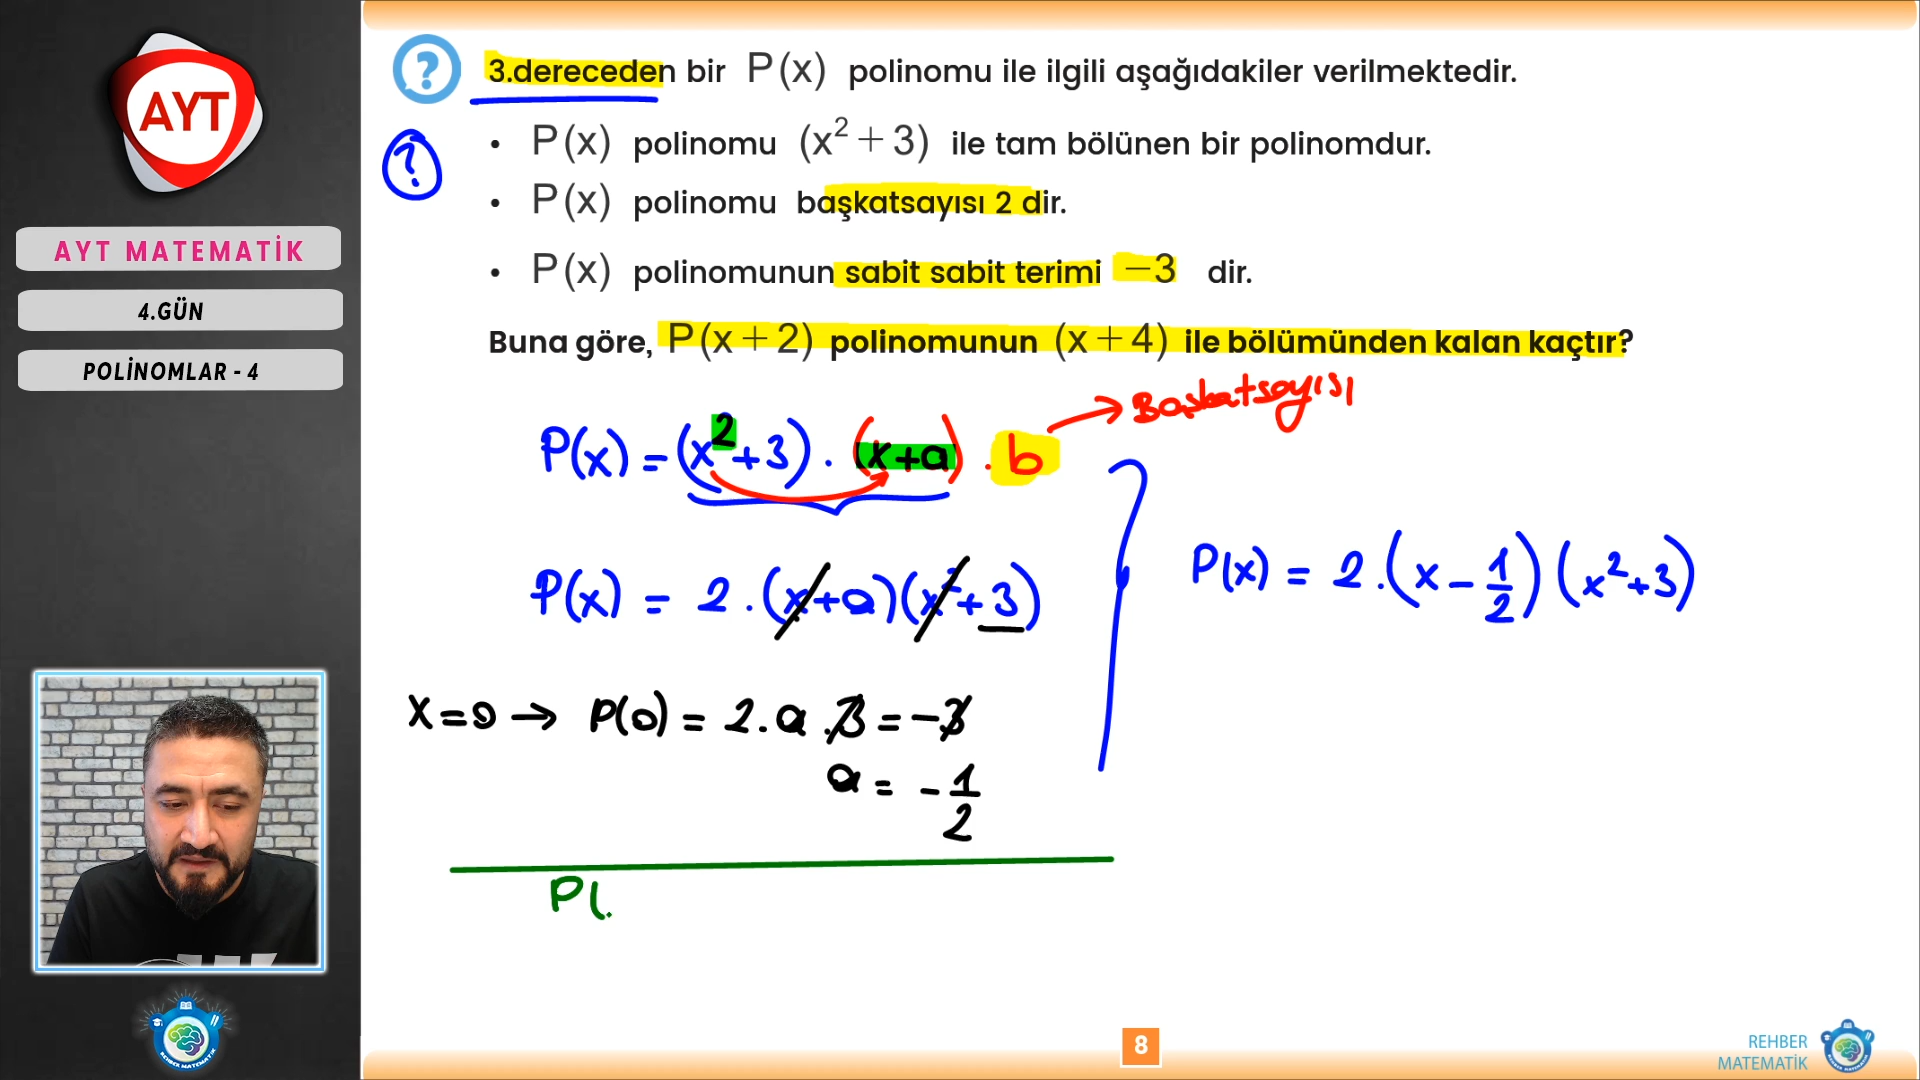 AYT
AYT MATEMATİK
4.GÜN
POLİNOMLAR - 4
3.dereceden bir P(x) polinomu ile ilgili aşağıdakiler verilmektedir.
• P(x) polinomu (x² + 3) ile tam bölünen bir polinomdur.
• P(x) polinomu başkatsayısı 2 dir.
• P(x) polinomunun sabit sabit terimi −3 dir.
Buna göre, P(x + 2) polinomunun (x + 4) ile bölümünden kalan kaçtır?
?
?
Başkatsayısı
P(x) = (x²+3) . (x+a) . b
P(x) = 2.(x+a)(x²+3)
P(x) = 2.(x - 1/2)(x²+3)
x=0 → P(0) = 2.a.3 = -3
a = - 1/2
P(.
8
REHBER
MATEMATİK